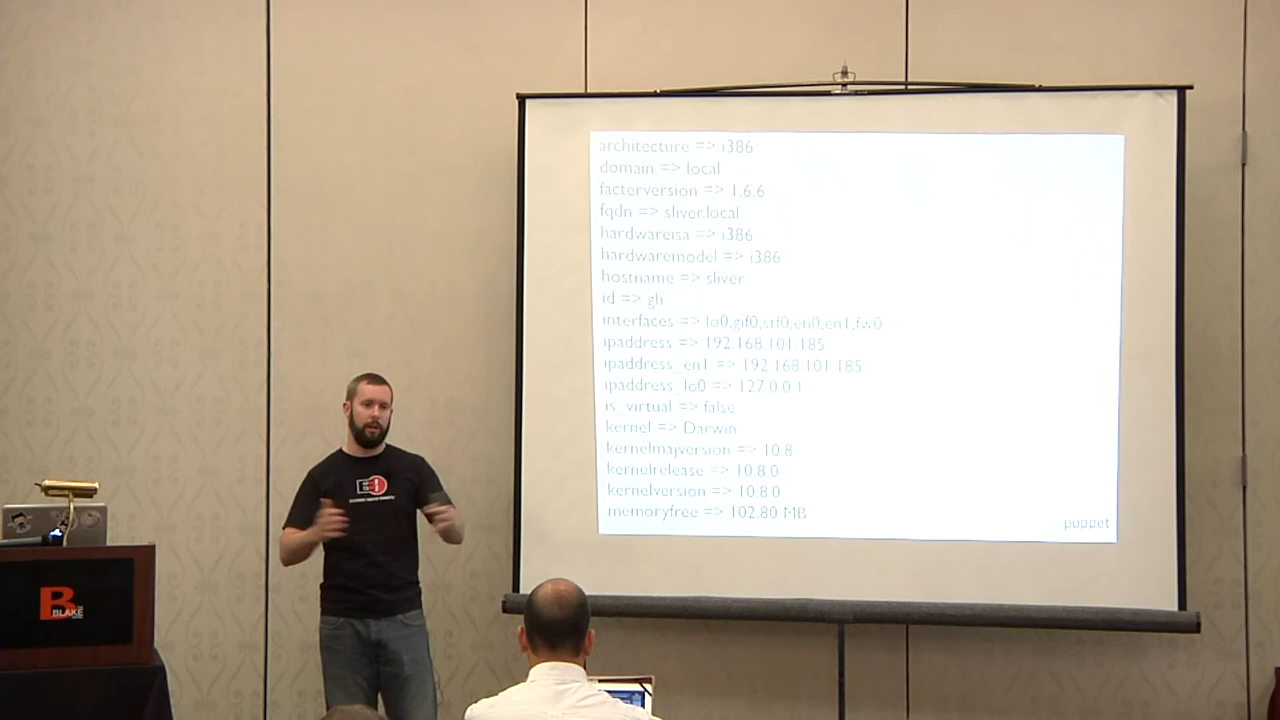 architecture => i386
domain => local
facterversion => 1.6.6
fqdn => sliver.local
hardwareisa => i386
hardwaremodel => i386
hostname => sliver
id => gh
interfaces => lo0,gif0,stf0,en0,en1,fw0
ipaddress => 192.168.101.185
ipaddress_en1 => 192.168.101.185
ipaddress_lo0 => 127.0.0.1
is_virtual => false
kernel => Darwin
kernelmajversion => 10.8
kernelrelease => 10.8.0
kernelversion => 10.8.0
memoryfree => 102.80 MB
puppet
B
BLAKE